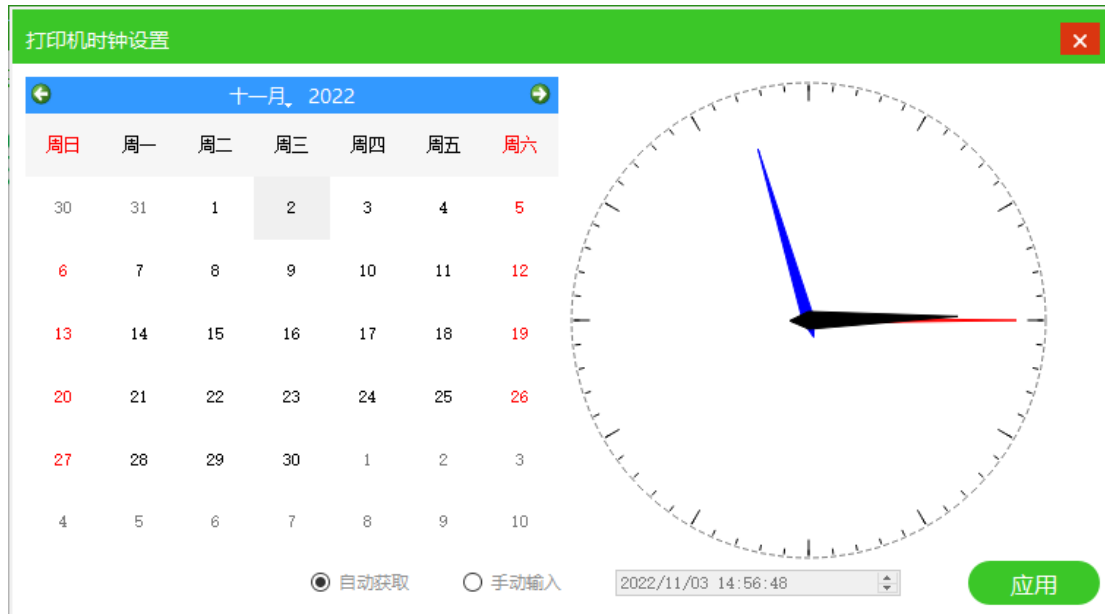 打印机时钟设置
十一月 2022
周日 周一 周二 周三 周四 周五 周六
30 31 1 2 3 4 5
6 7 8 9 10 11 12
13 14 15 16 17 18 19
20 21 22 23 24 25 26
27 28 29 30 1 2 3
4 5 6 7 8 9 10
自动获取 手动输入 2022/11/03 14:56:48 应用